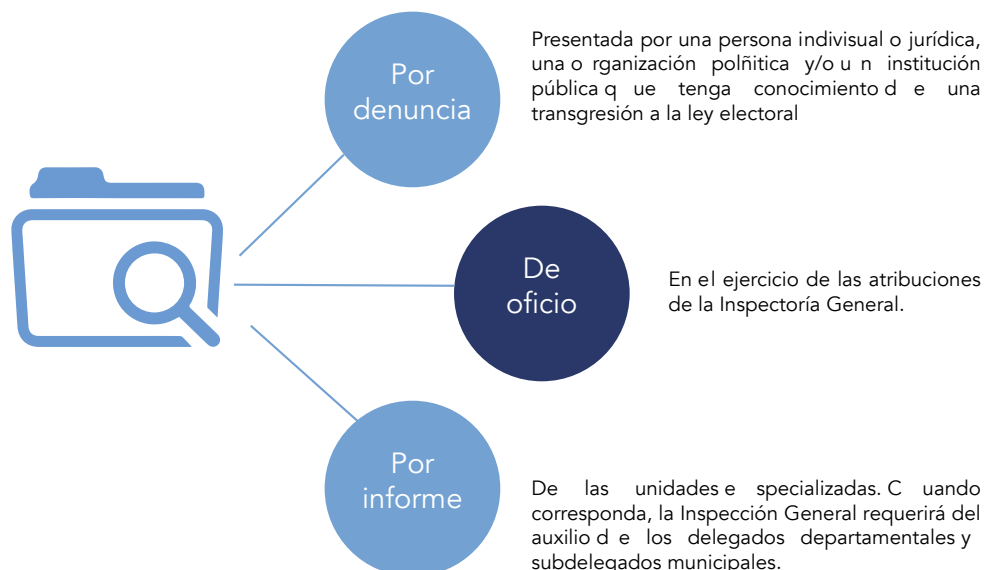 Por
denuncia
Presentada por una persona indivisual o jurídica,
una o rganización polñitica y/o u n institución
pública q ue tenga conocimiento d e una
transgresión a la ley electoral
De
oficio
En el ejercicio de las atribuciones
de la Inspectoría General.
Por
informe
De las unidades e specializadas. C uando
corresponda, la Inspección General requerirá del
auxilio d e los delegados departamentales y
subdelegados municipales.